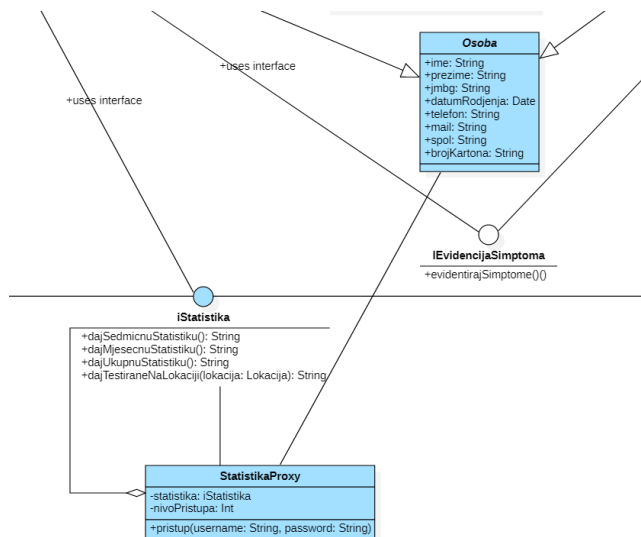 Osoba
+ime: String
+prezime: String
+jmbg: String
+datumRodjenja: Date
+telefon: String
+mail: String
+spol: String
+brojKartona: String
+uses interface
+uses interface
IEvidencijaSimptoma
+evidentirajSimptome()()
iStatistika
+dajSedmicnuStatistiku(): String
+dajMjesecnuStatistiku(): String
+dajUkupnuStatistiku(): String
+dajTestiraneNaLokaciji(lokacija: Lokacija): String
StatistikaProxy
-statistika: iStatistika
-nivoPristupa: Int
+pristup(username: String, password: String)